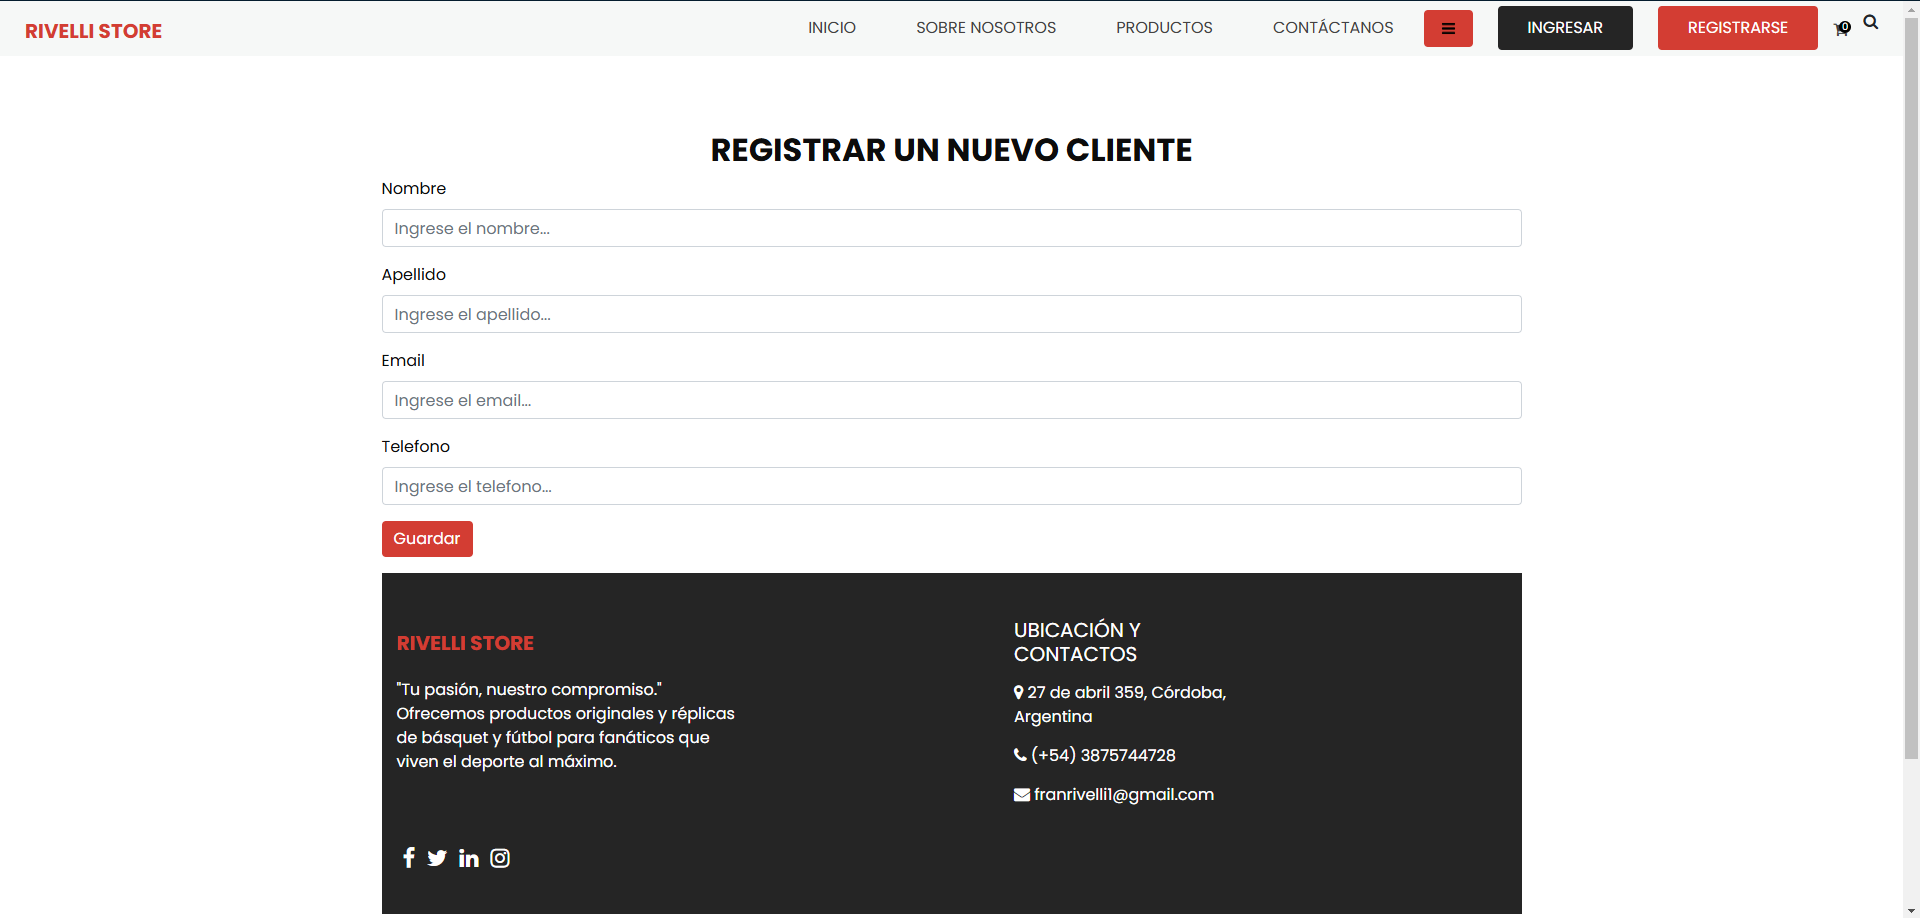 RIVELLI STORE
INICIO
SOBRE NOSOTROS
PRODUCTOS
CONTÁCTANOS
INGRESAR
REGISTRARSE
0
REGISTRAR UN NUEVO CLIENTE
Nombre
Ingrese el nombre...
Apellido
Ingrese el apellido...
Email
Ingrese el email...
Telefono
Ingrese el telefono...
Guardar
RIVELLI STORE
"Tu pasión, nuestro compromiso."
Ofrecemos productos originales y réplicas
de básquet y fútbol para fanáticos que
viven el deporte al máximo.
UBICACIÓN Y
CONTACTOS
27 de abril 359, Córdoba,
Argentina
(+54) 3875744728
franrivelli1@gmail.com